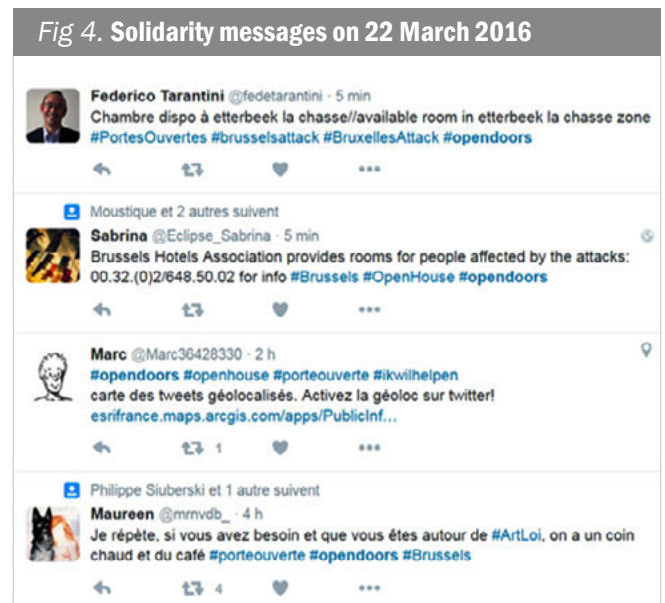 Fig 4. Solidarity messages on 22 March 2016
Federico Tarantini @fedetarantini · 5 min
Chambre dispo à etterbeek la chasse//available room in etterbeek la chasse zone
#PortesOuvertes #brusselsattack #BruxellesAttack #opendoors
Moustique et 2 autres suivent
Sabrina @Eclipse_Sabrina · 5 min
Brussels Hotels Association provides rooms for people affected by the attacks:
00.32.(0)2/648.50.02 for info #Brussels #OpenHouse #opendoors
Marc @Marc36428330 · 2 h
#opendoors #openhouse #porteouverte #ikwilhelpen
carte des tweets géolocalisés. Activez la géoloc sur twitter!
esrifrance.maps.arcgis.com/apps/PublicInf...
1
Philippe Siuberski et 1 autre suivent
Maureen @mrnvdb_ · 4 h
Je répète, si vous avez besoin et que vous êtes autour de #ArtLoi, on a un coin
chaud et du café #porteouverte #opendoors #Brussels
4